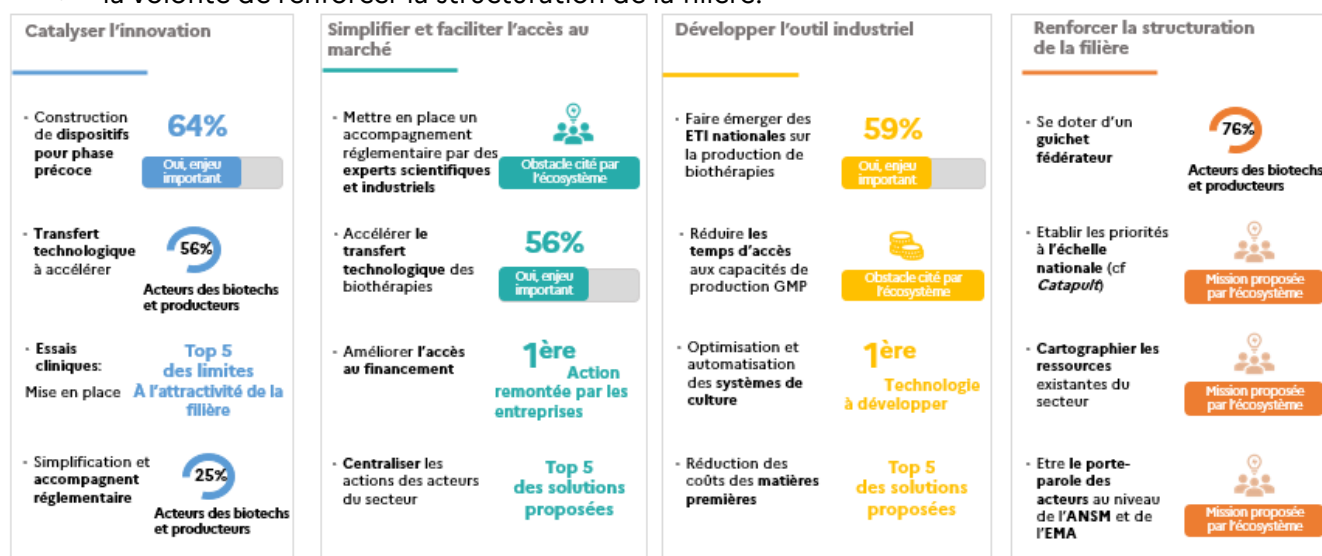 la volonté de renforcer la structuration de la filière.
Catalyser l'innovation
· Construction
de dispositifs
pour phase
précoce
64%
Oui, enjeu
important
· Transfert
technologique
à accélérer
56%
Acteurs des biotechs
et producteurs
· Essais
cliniques:
Mise en place
Top 5
des limites
À l'attractivité de la
filière
· Simplification et
accompagnent
réglementaire
25%
Acteurs des biotechs
et producteurs
Simplifier et faciliter l'accès au
marché
· Mettre en place un
accompagnement
réglementaire par des
experts scientifiques
et industriels
Obstacle cité par
l'écosystème
· Accélérer le
transfert
technologique des
biothérapies
56%
Oui, enjeu
important
· Améliorer l'accès
au financement
1ère
Action
remontée par les
entreprises
· Centraliser les
actions des acteurs
du secteur
Top 5
des solutions
proposées
Développer l'outil industriel
· Faire émerger des
ETI nationales sur
la production de
biothérapies
59%
Oui, enjeu
important
· Réduire les
temps d'accès
aux capacités de
production GMP
Obstacle cité par
l'écosystème
· Optimisation et
automatisation
des systèmes de
culture
1ère
Technologie
à développer
· Réduction des
coûts des matières
premières
Top 5
des solutions
proposées
Renforcer la structuration
de la filière
· Se doter d'un
guichet
fédérateur
76%
Acteurs des biotechs
et producteurs
· Etablir les priorités
à l'échelle
nationale (cf
Catapult)
Mission proposée
par l'écosystème
· Cartographier les
ressources
existantes du
secteur
Mission proposée
par l'écosystème
· Etre le porte-
parole des
acteurs au niveau
de l'ANSM et de
l'EMA
Mission proposée
par l'écosystème